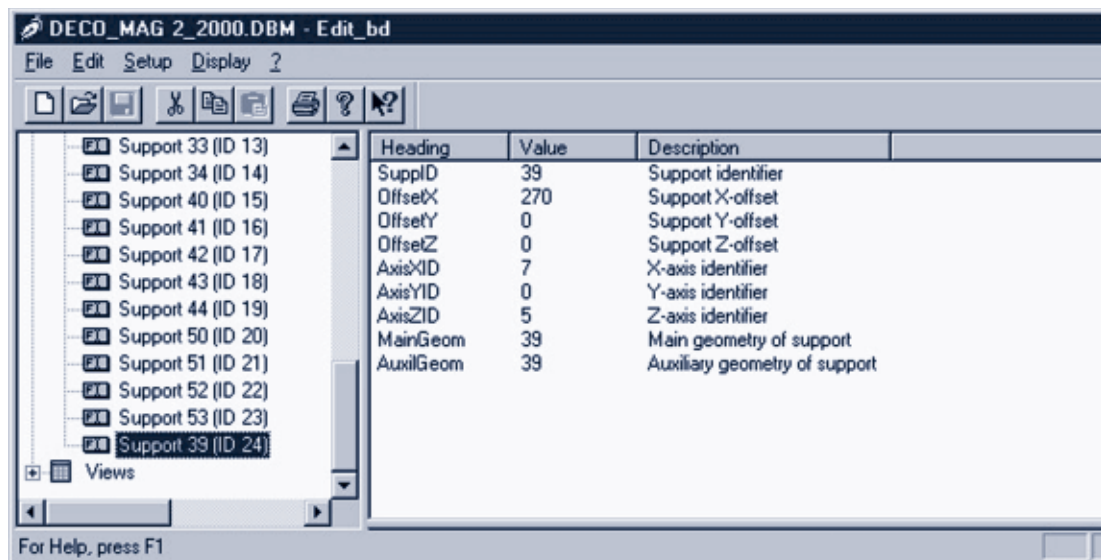 DECO_MAG 2_2000.DBM - Edit_bd
File Edit Setup Display ?
Support 33 (ID 13)
Support 34 (ID 14)
Support 40 (ID 15)
Support 41 (ID 16)
Support 42 (ID 17)
Support 43 (ID 18)
Support 44 (ID 19)
Support 50 (ID 20)
Support 51 (ID 21)
Support 52 (ID 22)
Support 53 (ID 23)
Support 39 (ID 24)
Views
Heading Value Description
SuppID 39 Support identifier
OffsetX 270 Support X-offset
OffsetY 0 Support Y-offset
OffsetZ 0 Support Z-offset
AxisXID 7 X-axis identifier
AxisYID 0 Y-axis identifier
AxisZID 5 Z-axis identifier
MainGeom 39 Main geometry of support
AuxilGeom 39 Auxiliary geometry of support
For Help, press F1